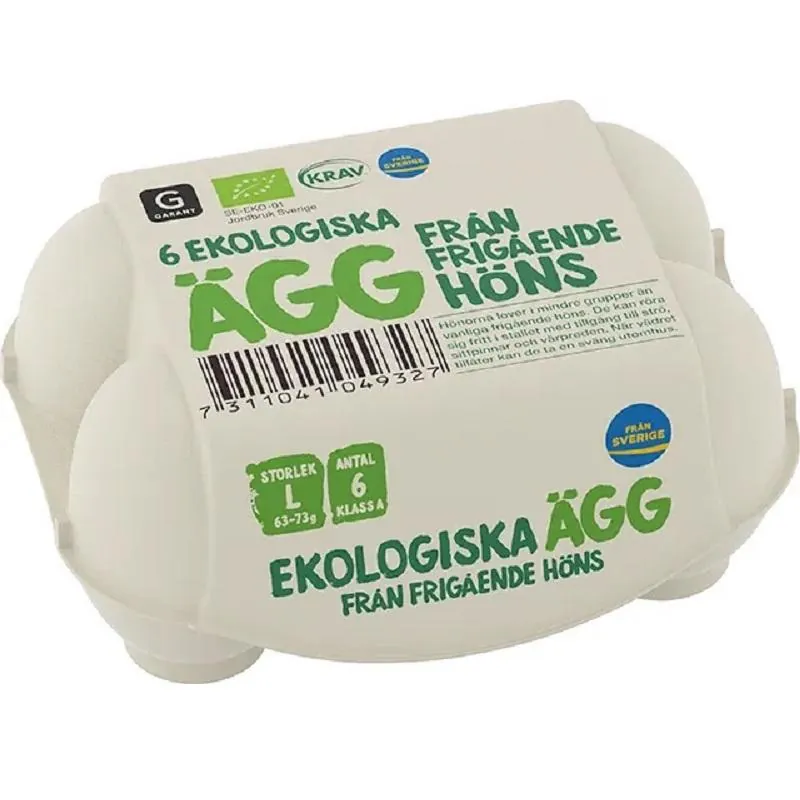 G
GARANT
SE-EKO-01
Jordbruk Sverige
KRAV
FRÅN
SVERIGE
6 EKOLOGISKA
ÄGG
FRÅN
FRIGÅENDE
HÖNS
Hönorna lever i mindre grupper än
vanliga frigående höns. De kan röra
sig fritt i stallet med tillgång till strö,
sittpinnar och värpreden. När vädret
tillåter kan de ta en sväng utomhus.
7 311041 049327
FRÅN
SVERIGE
STORLEK
L
63-73g
ANTAL
6
KLASS A
EKOLOGISKA ÄGG
FRÅN FRIGÅENDE HÖNS